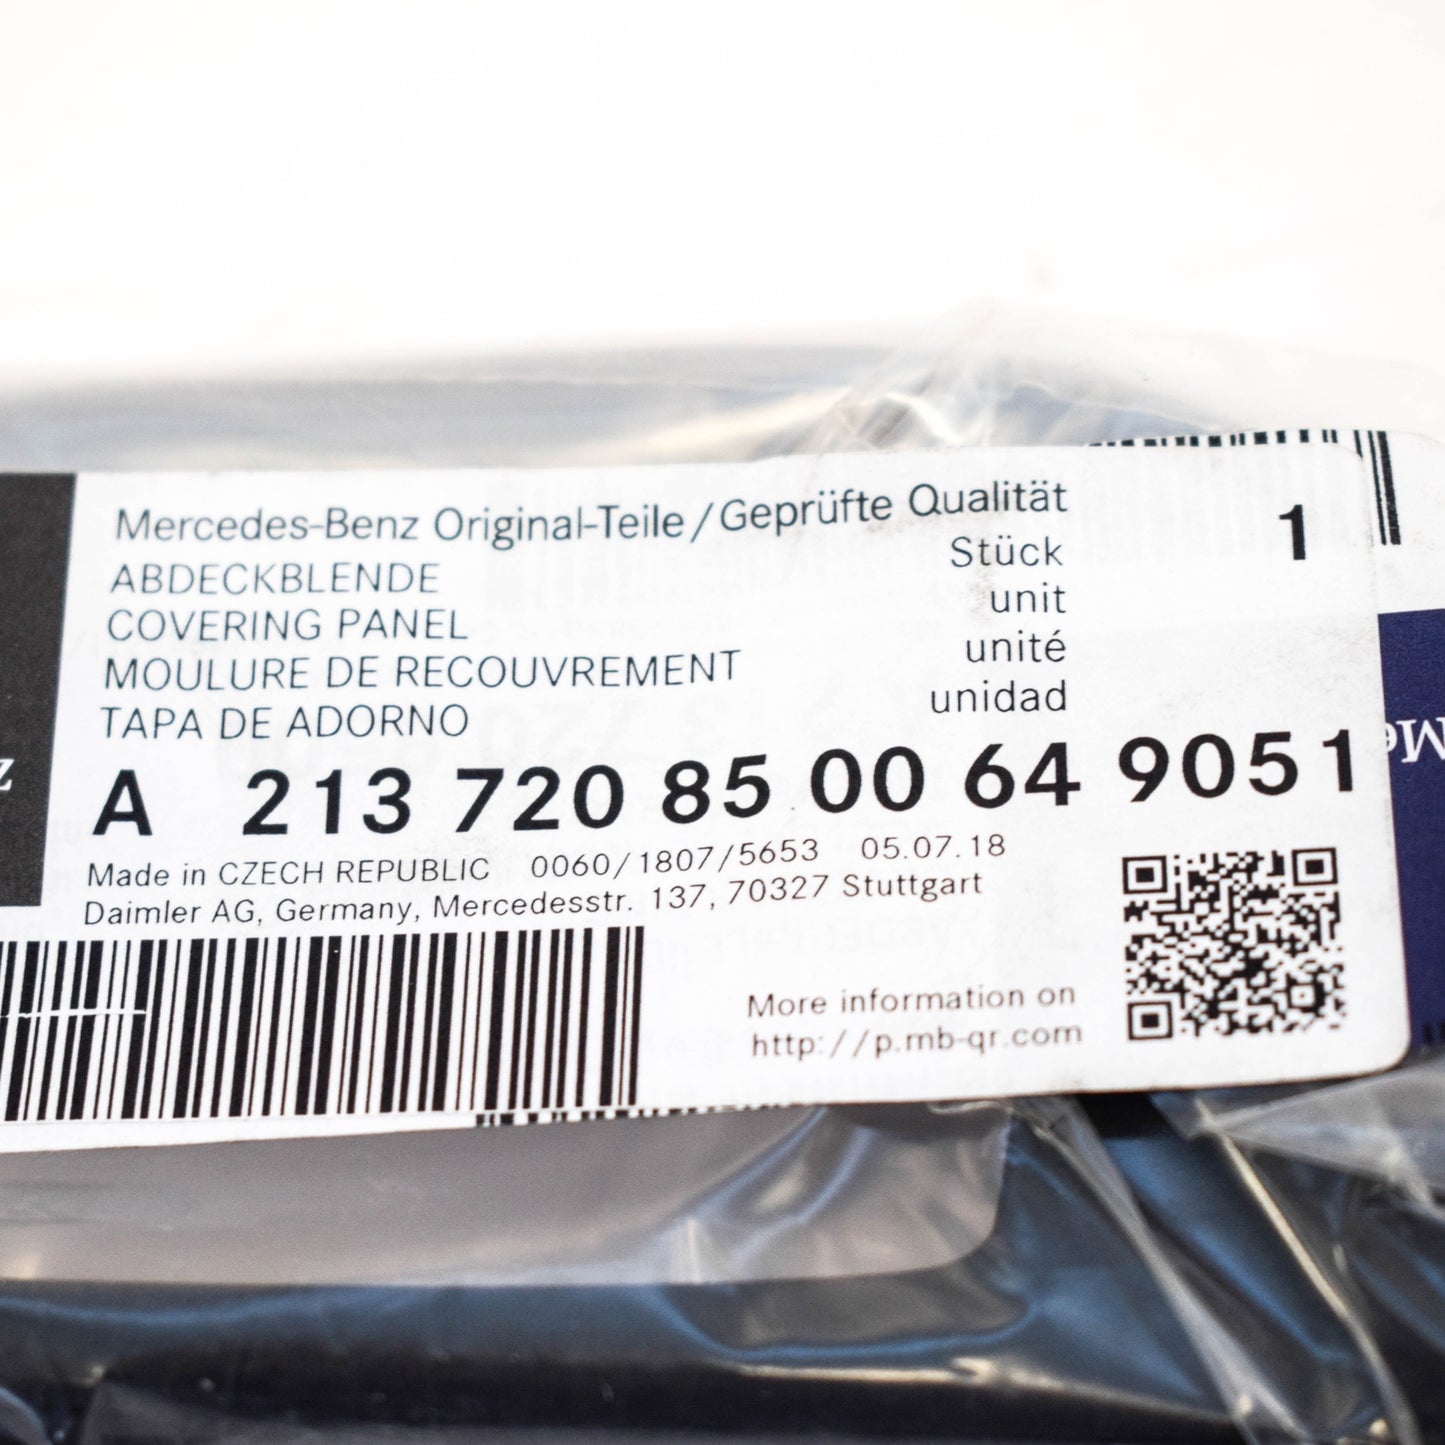 Mercedes-Benz Original-Teile/Geprüfte Qualität
ABDECKBLENDE Stück 1
COVERING PANEL unit
MOULURE DE RECOUVREMENT unité
TAPA DE ADORNO unidad
A 213 720 85 00 64 9051
Made in CZECH REPUBLIC 0060/1807/5653 05.07.18
Daimler AG, Germany, Mercedesstr. 137, 70327 Stuttgart
More information on
http://p.mb-qr.com